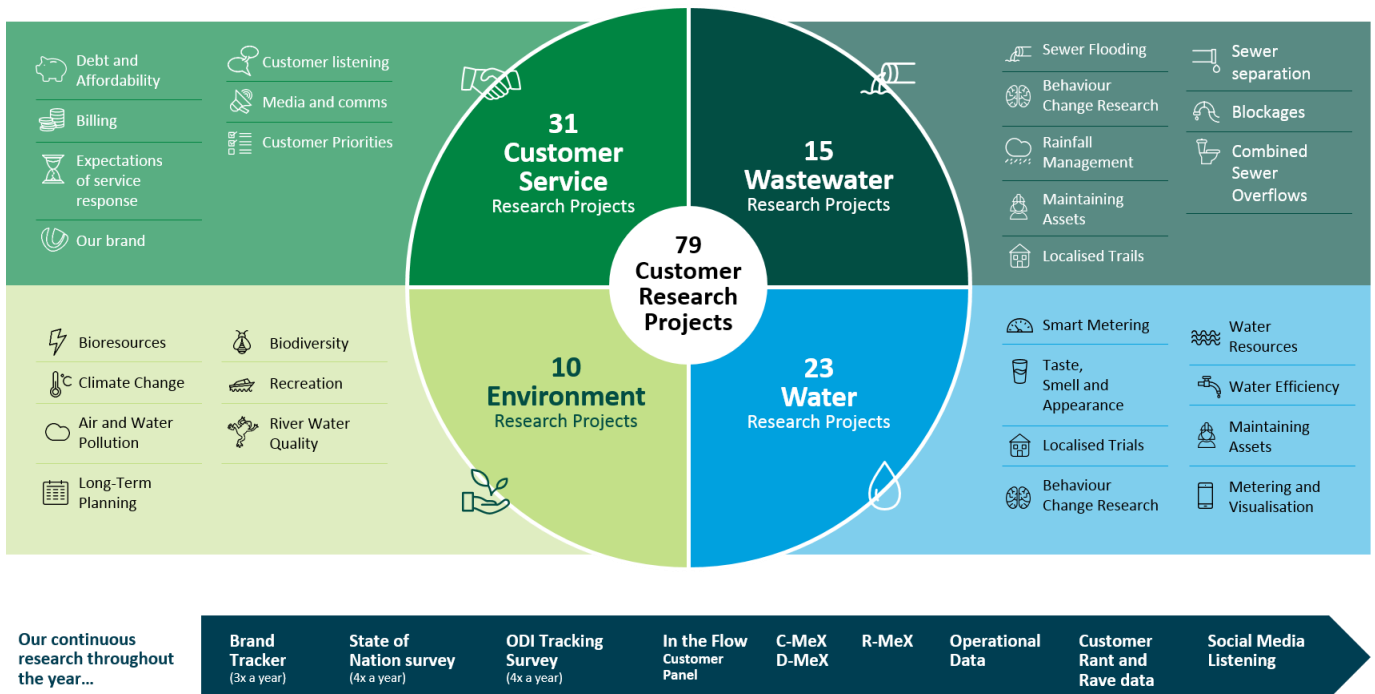 Debt and
Affordability
Billing
Expectations
of service
response
Our brand
Customer listening
Media and comms
Customer Priorities
31
Customer
Service
Research Projects
15
Wastewater
Research Projects
Sewer Flooding
Behaviour
Change Research
Rainfall
Management
Maintaining
Assets
Localised Trails
Sewer
separation
Blockages
Combined
Sewer
Overflows
79
Customer
Research
Projects
Bioresources
°C Climate Change
Air and Water
Pollution
Long-Term
Planning
Biodiversity
Recreation
River Water
Quality
10
Environment
Research Projects
23
Water
Research Projects
Smart Metering
Taste,
Smell and
Appearance
Localised Trials
Behaviour
Change Research
Water
Resources
Water Efficiency
Maintaining
Assets
Metering and
Visualisation
Our continuous
research throughout
the year...
Brand
Tracker
(3x a year)
State of
Nation survey
(4x a year)
ODI Tracking
Survey
(4x a year)
In the Flow
Customer
Panel
C-MeX
D-MeX
R-MeX
Operational
Data
Customer
Rant and
Rave data
Social Media
Listening